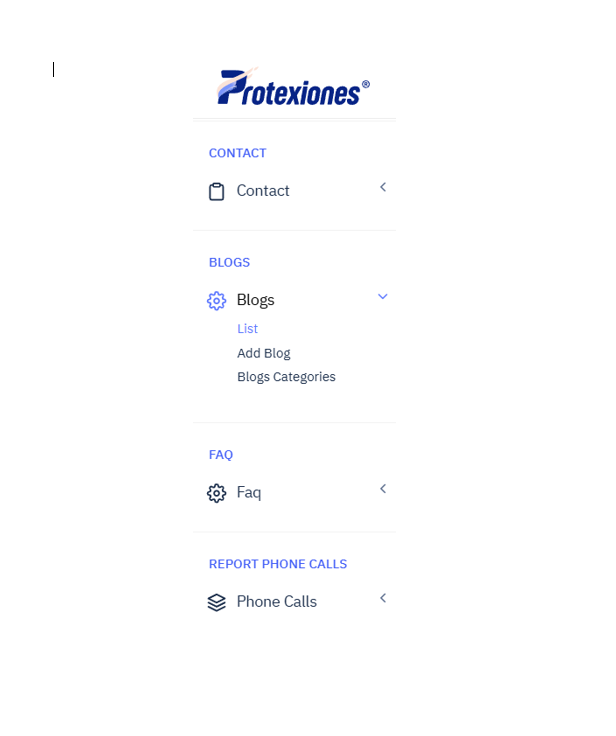 Protexiones®
CONTACT
Contact
BLOGS
Blogs
List
Add Blog
Blogs Categories
FAQ
Faq
REPORT PHONE CALLS
Phone Calls